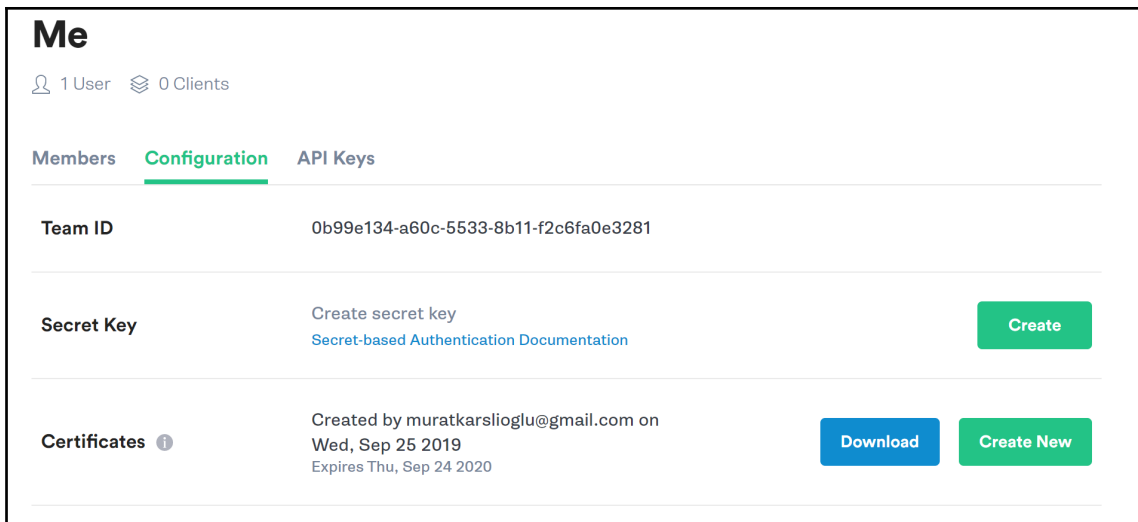 Me
1 User 0 Clients
Members Configuration API Keys
Team ID 0b99e134-a60c-5533-8b11-f2c6fa0e3281
Secret Key Create secret key
Secret-based Authentication Documentation
Create
Certificates i Created by muratkarslioglu@gmail.com on
Wed, Sep 25 2019
Expires Thu, Sep 24 2020
Download Create New